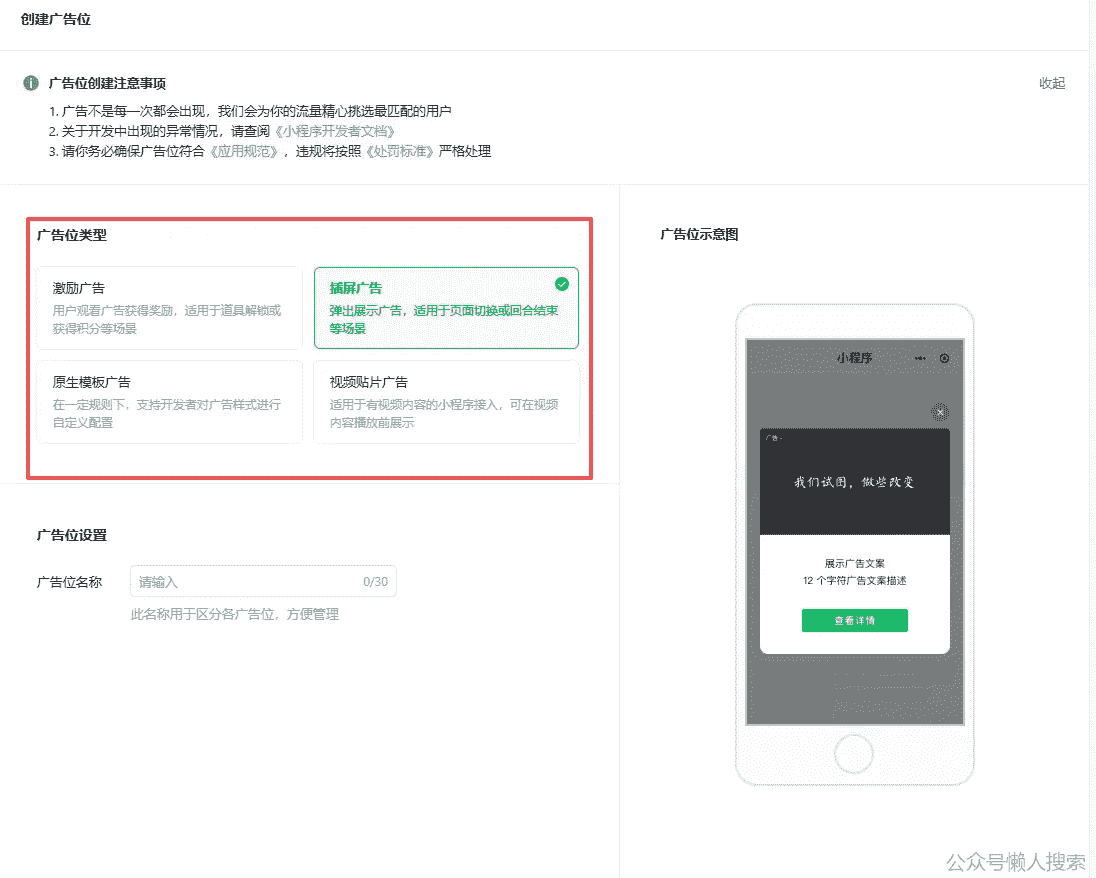 创建广告位
广告位创建注意事项
收起
1. 广告不是每一次都会出现，我们会为你的流量精心挑选最匹配的用户
2. 关于开发中出现的异常情况，请查阅《小程序开发者文档》
3. 请你务必确保广告位符合《应用规范》，违规将按照《处罚标准》严格处理
广告位类型
激励广告
用户观看广告获得奖励，适用于道具解锁或
获得积分等场景
插屏广告
弹出展示广告，适用于页面切换或回合结束
等场景
原生模板广告
在一定规则下，支持开发者对广告样式进行
自定义配置
视频贴片广告
适用于有视频内容的小程序接入，可在视频
内容播放前展示
广告位设置
广告位名称
请输入
0/30
此名称用于区分各广告位，方便管理
广告位示意图
小程序
广告
我们试图，做些改变
展示广告文案
12 个字符广告文案描述
查看详情
公众号懒人搜索